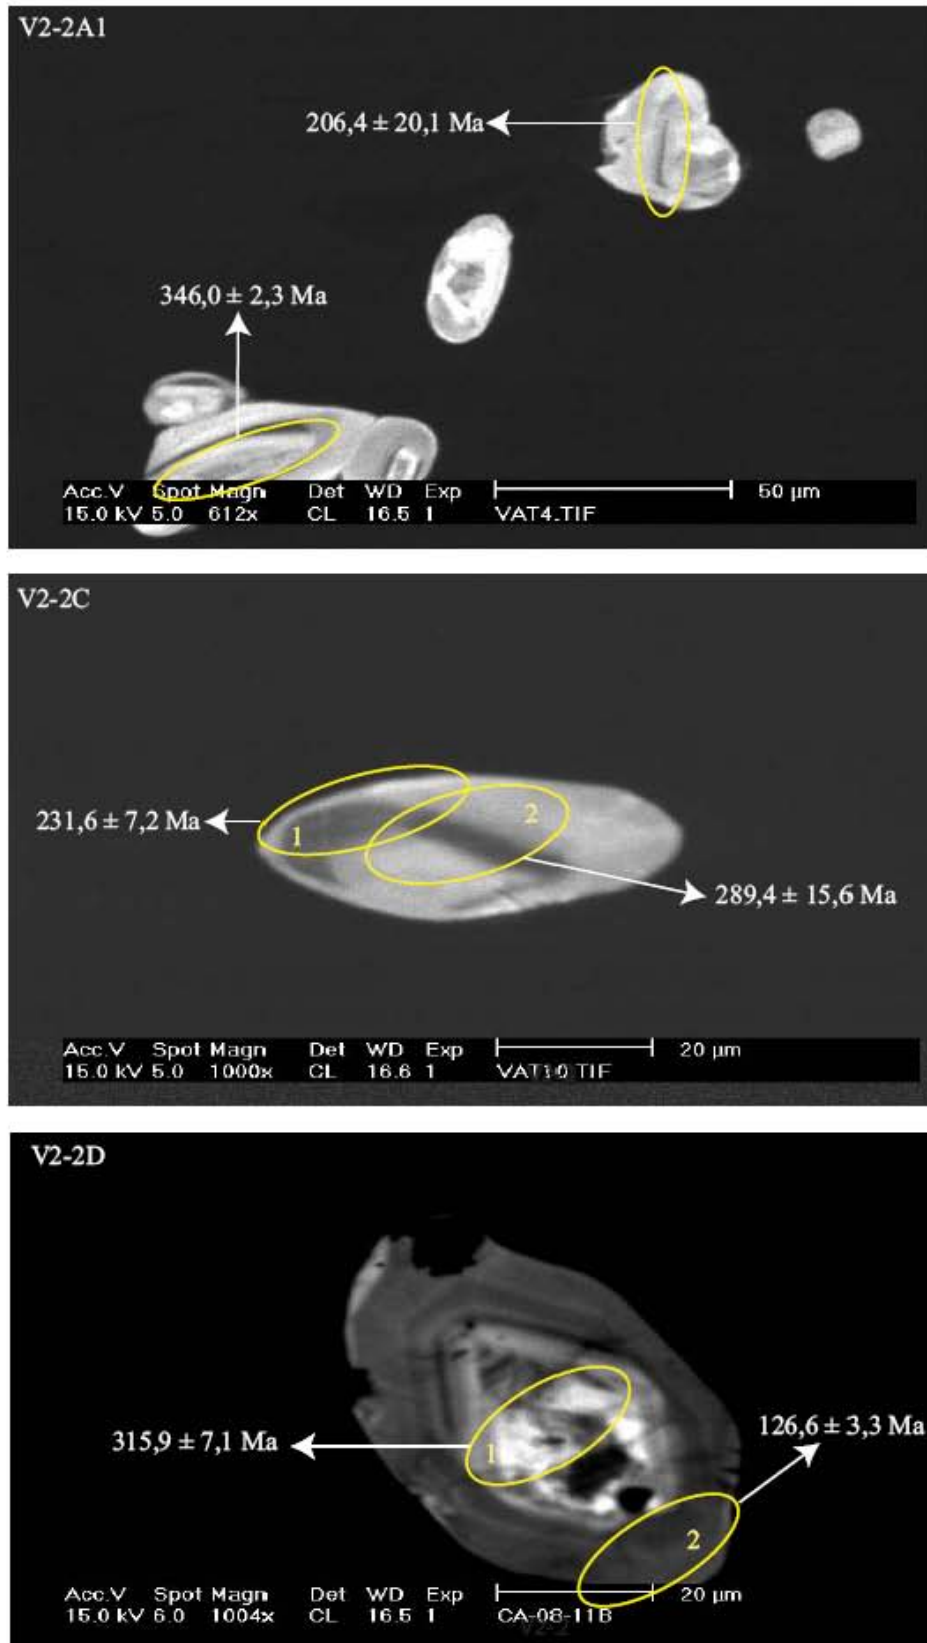 V2-2A1
206,4 ± 20,1 Ma
346,0 ± 2,3 Ma
Acc.V Spot Magn Det WD Exp 50 µm
15.0 kV 5.0 612x CL 16.5 1 VAT4.TIF
V2-2C
231,6 ± 7,2 Ma
1
2
289,4 ± 15,6 Ma
Acc.V Spot Magn Det WD Exp 20 µm
15.0 kV 5.0 1000x CL 16.6 1 VAT10.TIF
V2-2D
315,9 ± 7,1 Ma
1
126,6 ± 3,3 Ma
2
Acc.V Spot Magn Det WD Exp 20 µm
15.0 kV 6.0 1004x CL 16.5 1 CA-08-11B
V2-2